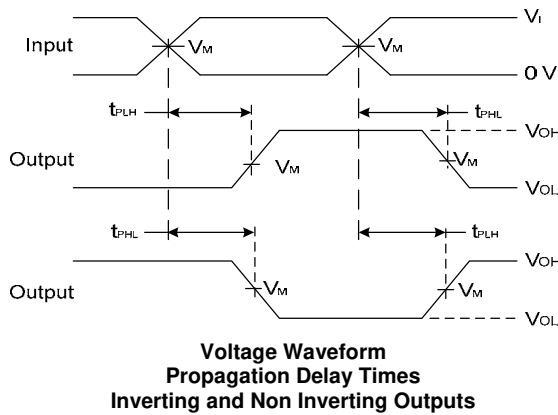 VI
Input VM VM
0 V
tPLH tPHL
VOH
Output VM VM
VOL
tPHL tPLH
VOH
Output VM VM
VOL
Voltage Waveform
Propagation Delay Times
Inverting and Non Inverting Outputs